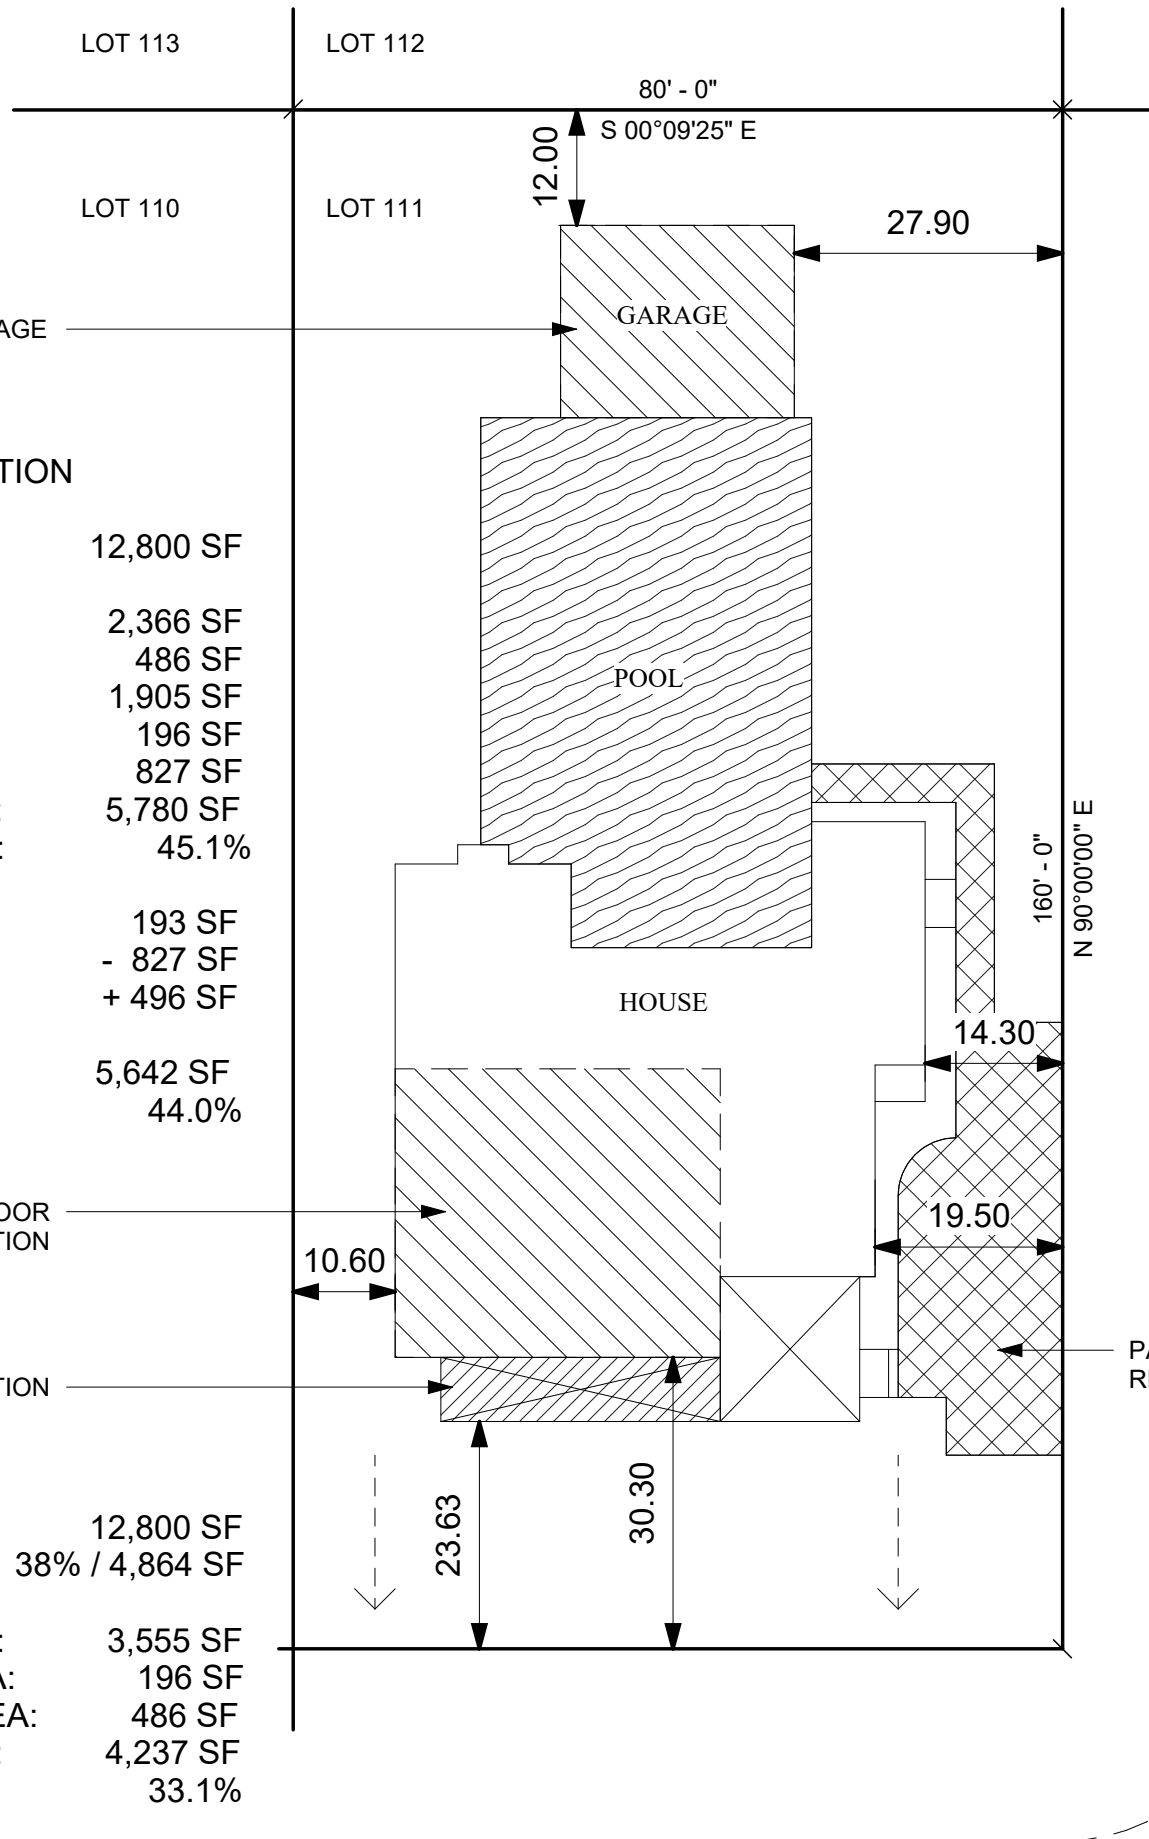 LOT 113
LOT 112
80' - 0"
S 00°09'25" E
12.00
LOT 110
LOT 111
27.90
GARAGE
AGE
TION
12,800 SF
2,366 SF
486 SF
1,905 SF
196 SF
827 SF
: 5,780 SF
: 45.1%
193 SF
- 827 SF
+ 496 SF
5,642 SF
44.0%
POOL
160' - 0"
N 90°00'00" E
HOUSE
14.30
OOR
TION
19.50
10.60
TION
PA
23.63
30.30
12,800 SF
38% / 4,864 SF
: 3,555 SF
A: 196 SF
EA: 486 SF
: 4,237 SF
33.1%